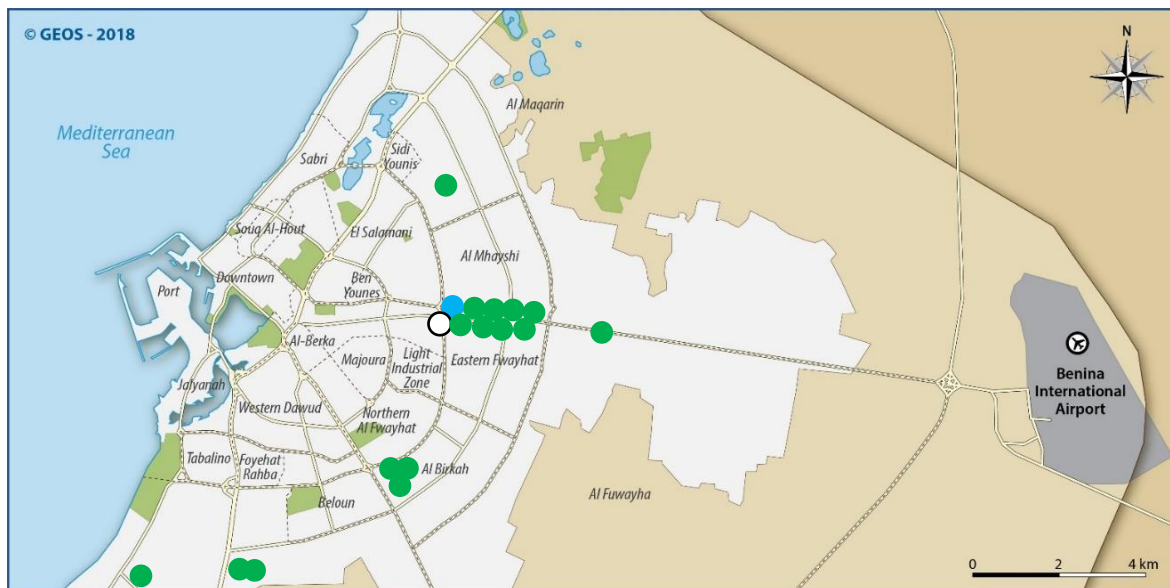 © GEOS - 2018
N
Al Maqarin
Mediterranean
Sea
Sidi
Younis
Sabri
Souq Al-Hout
El Salamani
Al Mhayshi
Downtown
Ben
Younes
Port
Al-Berka
Majoura
Light
Industrial
Zone
Eastern Fwayhat
Benina
International
Airport
Jalyanah
Western Dawud
Northern
Al Fwayhat
Tabalino
Foyehat
Rahba
Al Birkah
Beloun
Al Fuwayha
0 2 4 km